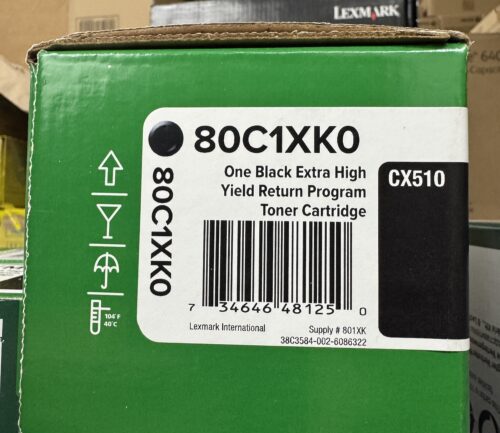 LEXMARK
80C1XK0
80C1XK0
One Black Extra High
Yield Return Program
Toner Cartridge
CX510
7 34646 48125 0
Lexmark International
Supply # 801XK
38C3584-002-6086322
104°F
40°C